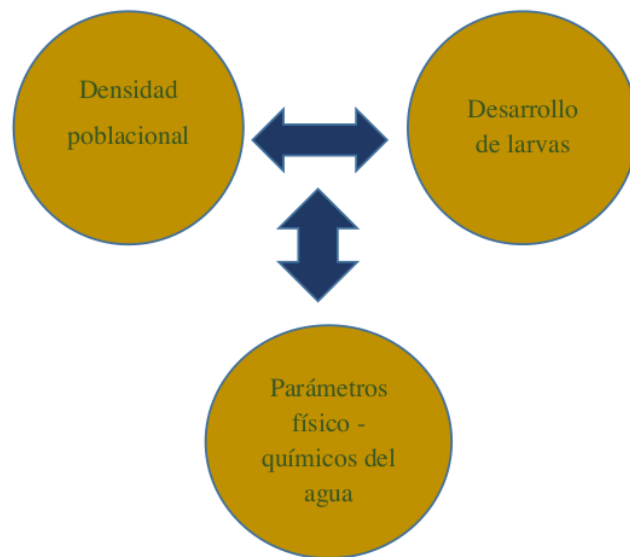 Densidad
poblacional
Desarrollo
de larvas
Parámetros
físico -
químicos del
agua